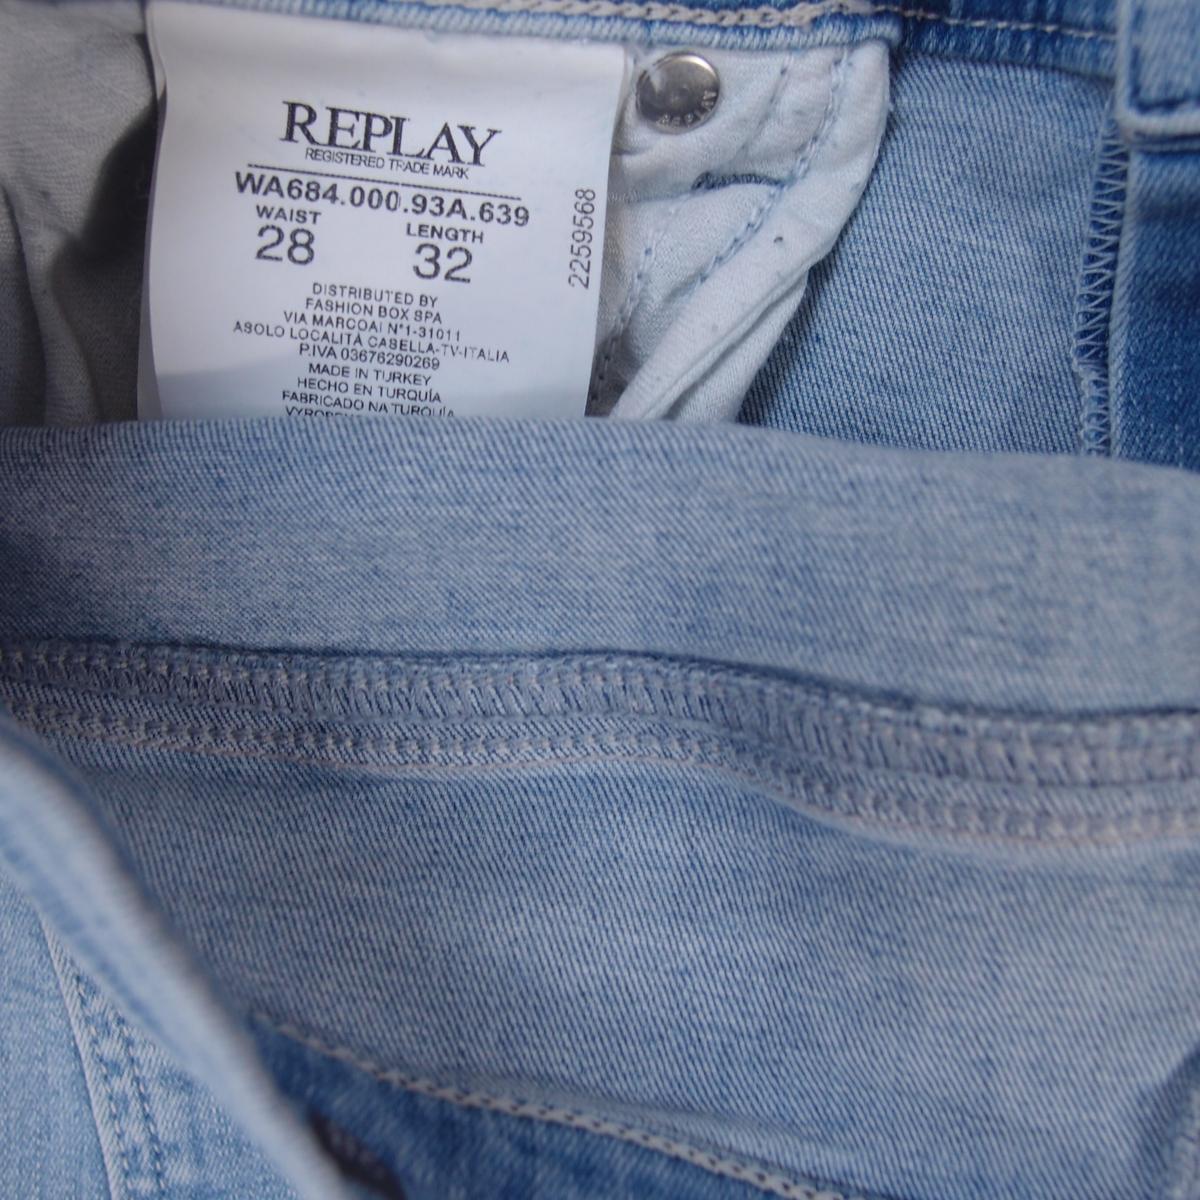 REPLAY
REGISTERED TRADE MARK
WA684.000.93A.639
WAIST LENGTH
28 32
2259568
DISTRIBUTED BY
FASHION BOX SPA
VIA MARCOAI N°1-31011
ASOLO LOCALITÀ CASELLA-TV-ITALIA
P.IVA 03676290269
MADE IN TURKEY
HECHO EN TURQUÍA
FABRICADO NA TURQUÍA